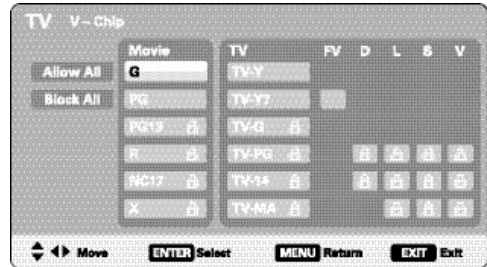 TV V-Chip
Movie TV FV D L S V
Allow All G TV-Y
Block All PG TV-Y7
PG13 TV-G
R TV-PG
NC17 TV-14
X TV-MA
Move ENTER Select MENU Return EXIT Exit